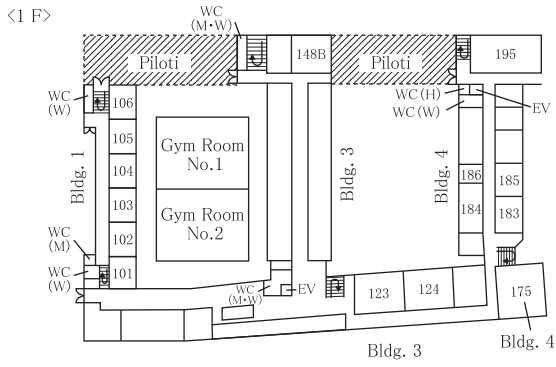 <1 F>
WC
(M・W)
148B
195
Piloti
Piloti
WC
(W)
106
WC(H)
EV
WC(W)
105
Gym Room
No.1
Bldg. 1
104
Bldg. 3
Bldg. 4
186
185
103
184
183
Gym Room
No.2
WC
(M)
102
WC
(W)
101
WC
(M・W)
EV
123
124
175
Bldg. 3
Bldg. 4